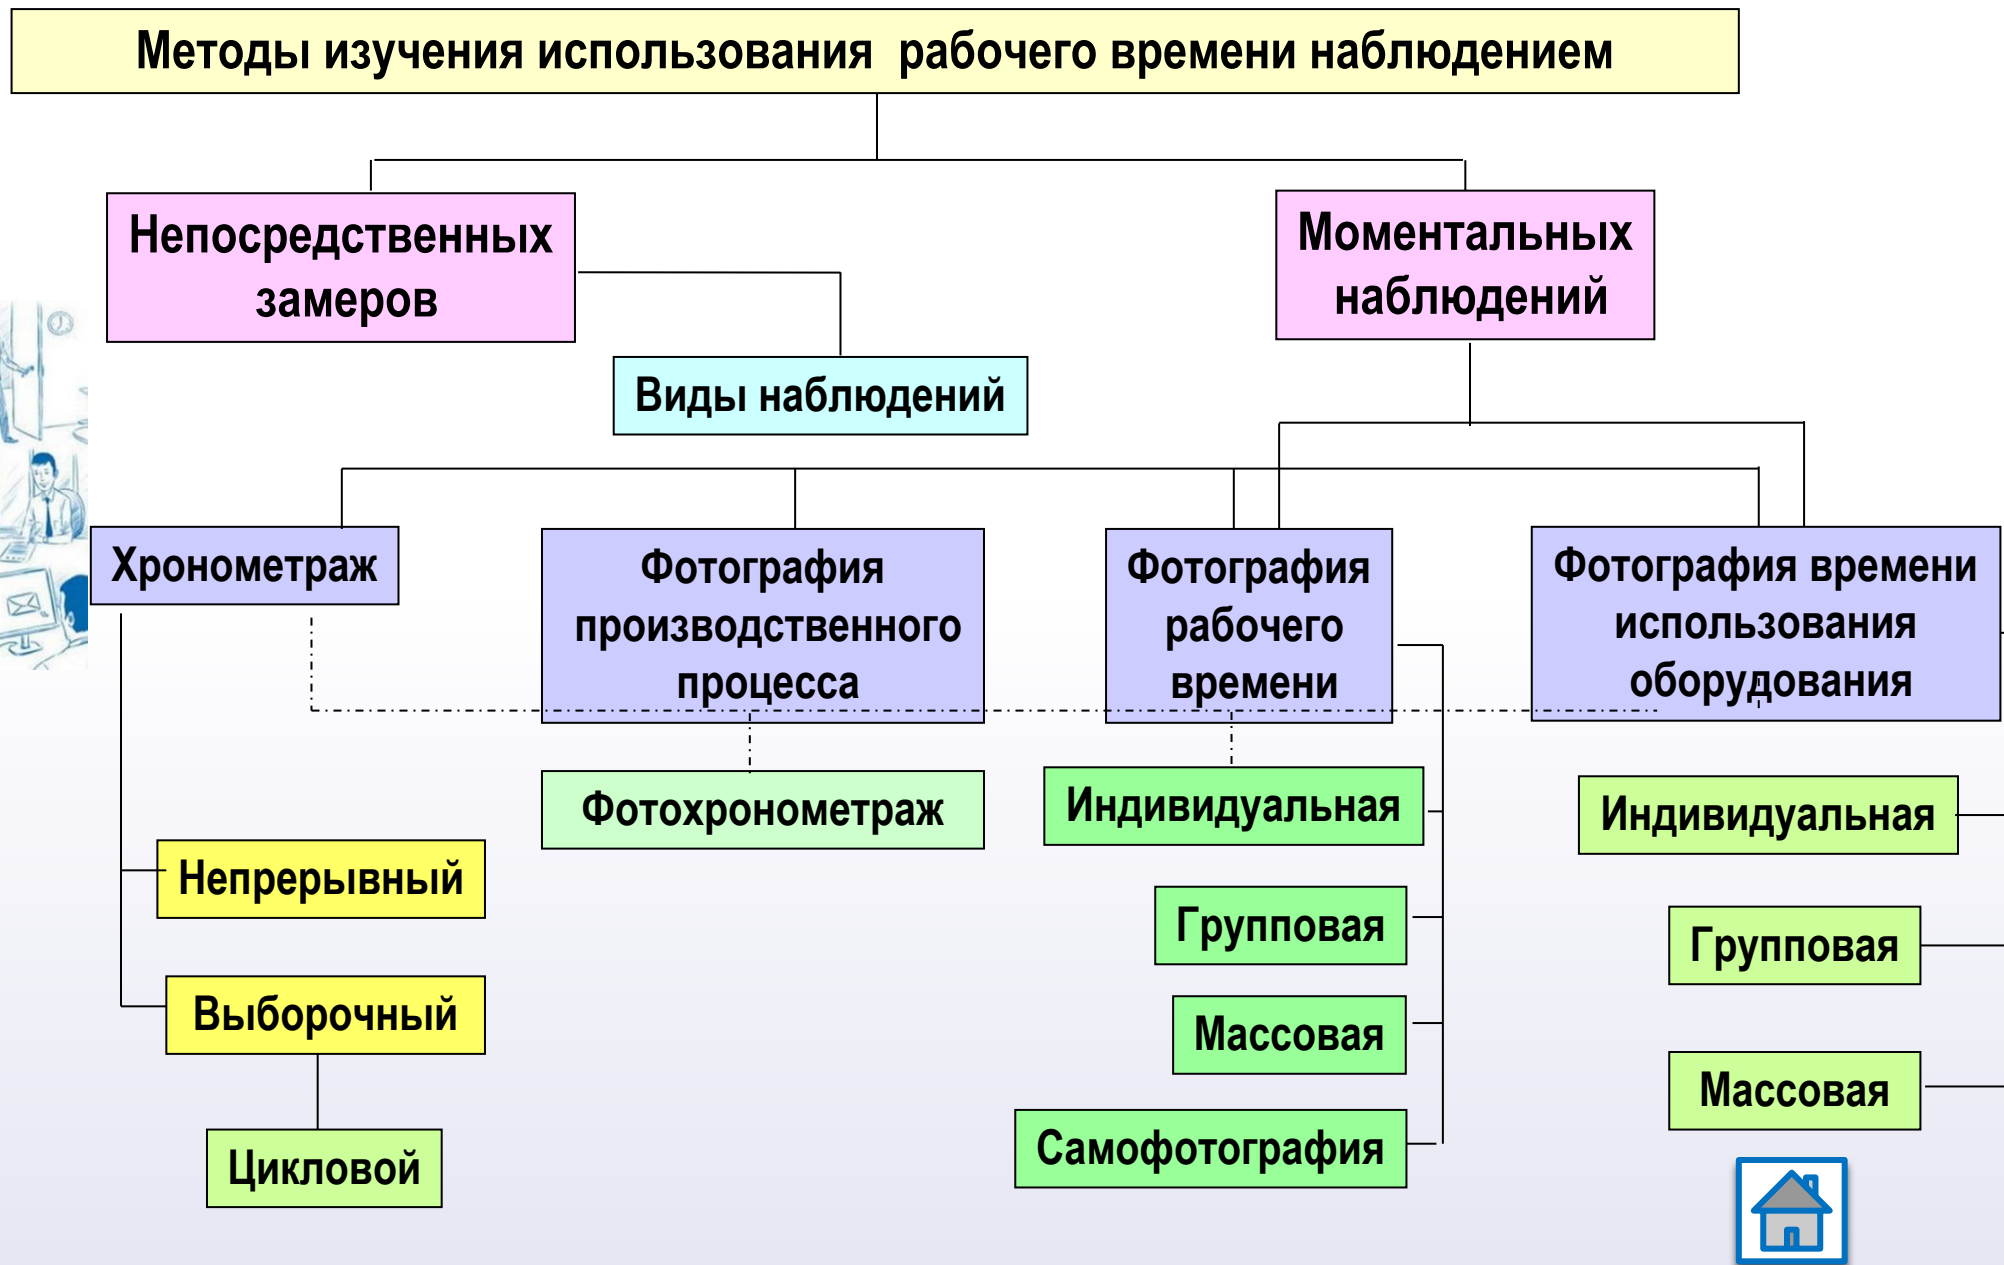 Методы изучения использования рабочего времени наблюдением
Непосредственных
замеров
Моментальных
наблюдений
Виды наблюдений
Хронометраж
Фотография
производственного
процесса
Фотография
рабочего
времени
Фотография времени
использования
оборудования
Фотохронометраж
Индивидуальная
Индивидуальная
Непрерывный
Групповая
Групповая
Выборочный
Массовая
Массовая
Цикловой
Самофотография